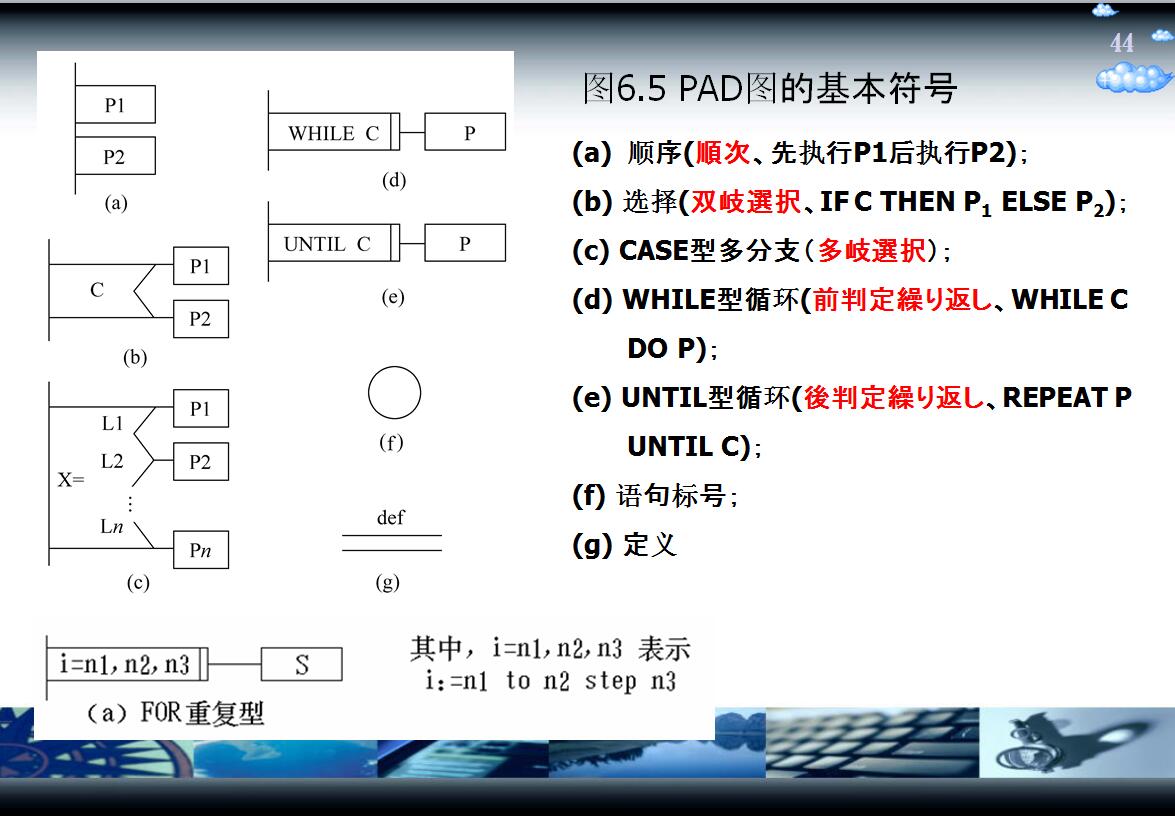 44
图6.5 PAD图的基本符号
P1
P2
(a)
WHILE C
P
(d)
UNTIL C
P
(e)
C
P1
P2
(b)
X=
L1
L2
⋮
Ln
P1
P2
Pn
(c)
(f)
def
(g)
(a) 顺序(順次、先执行P1后执行P2)；
(b) 选择(双岐選択、IF C THEN P₁ ELSE P₂)；
(c) CASE型多分支（多岐選択）；
(d) WHILE型循环(前判定繰り返し、WHILE C
DO P)；
(e) UNTIL型循环(後判定繰り返し、REPEAT P
UNTIL C)；
(f) 语句标号；
(g) 定义
i=n1,n2,n3
S
（a）FOR重复型
其中，i=n1,n2,n3 表示
i:=n1 to n2 step n3